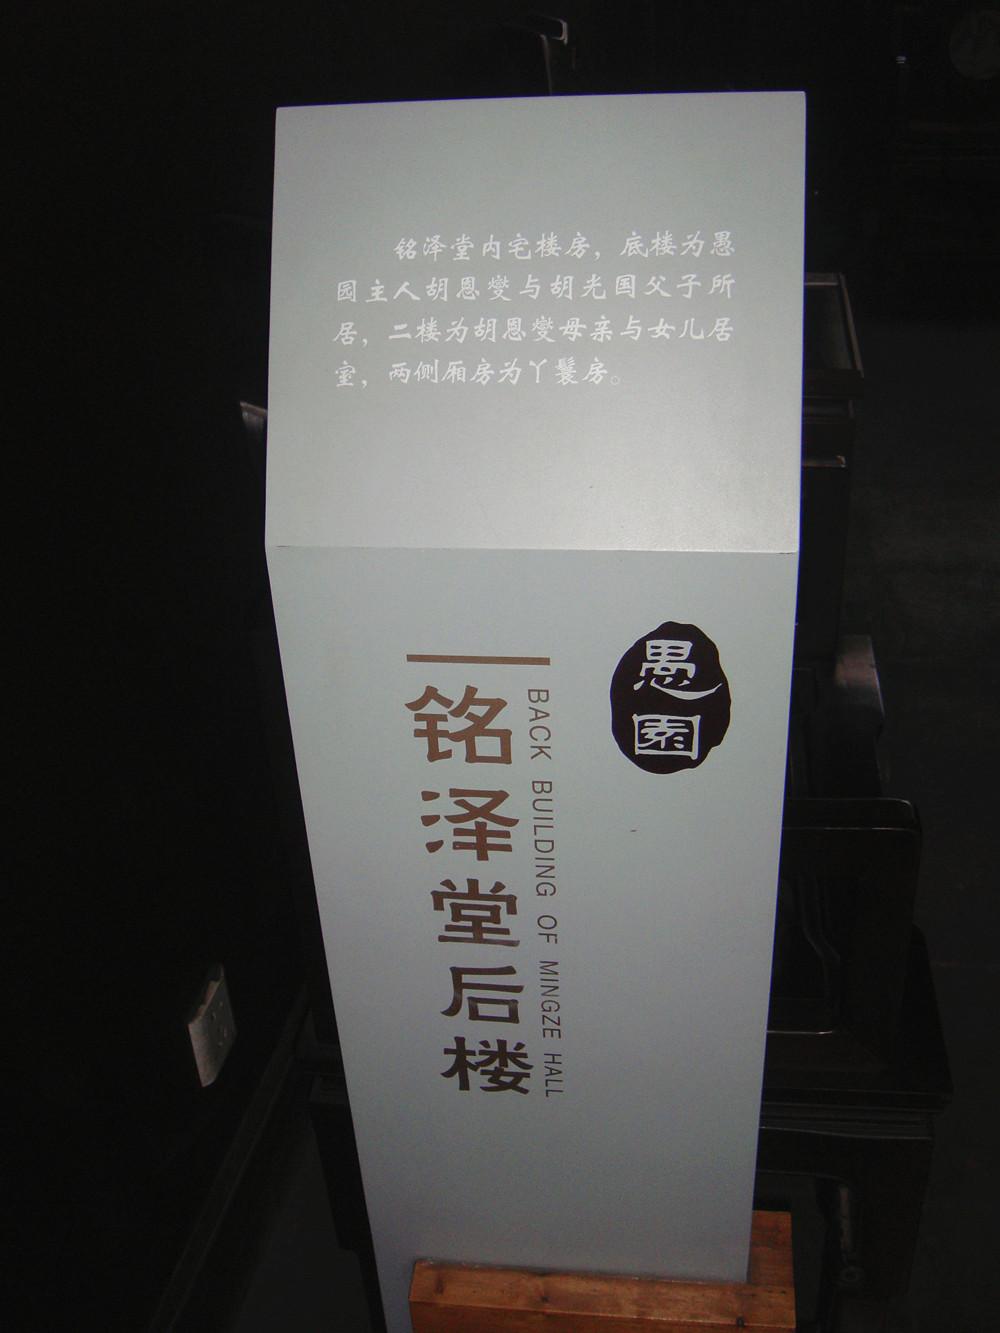 铭泽堂内宅楼房，底楼为愚
园主人胡恩燮与胡光国父子所
居，二楼为胡恩燮母亲与女儿居
室，两侧厢房为丫鬟房。
愚园
铭泽堂后楼
BACK BUILDING OF MINGZE HALL